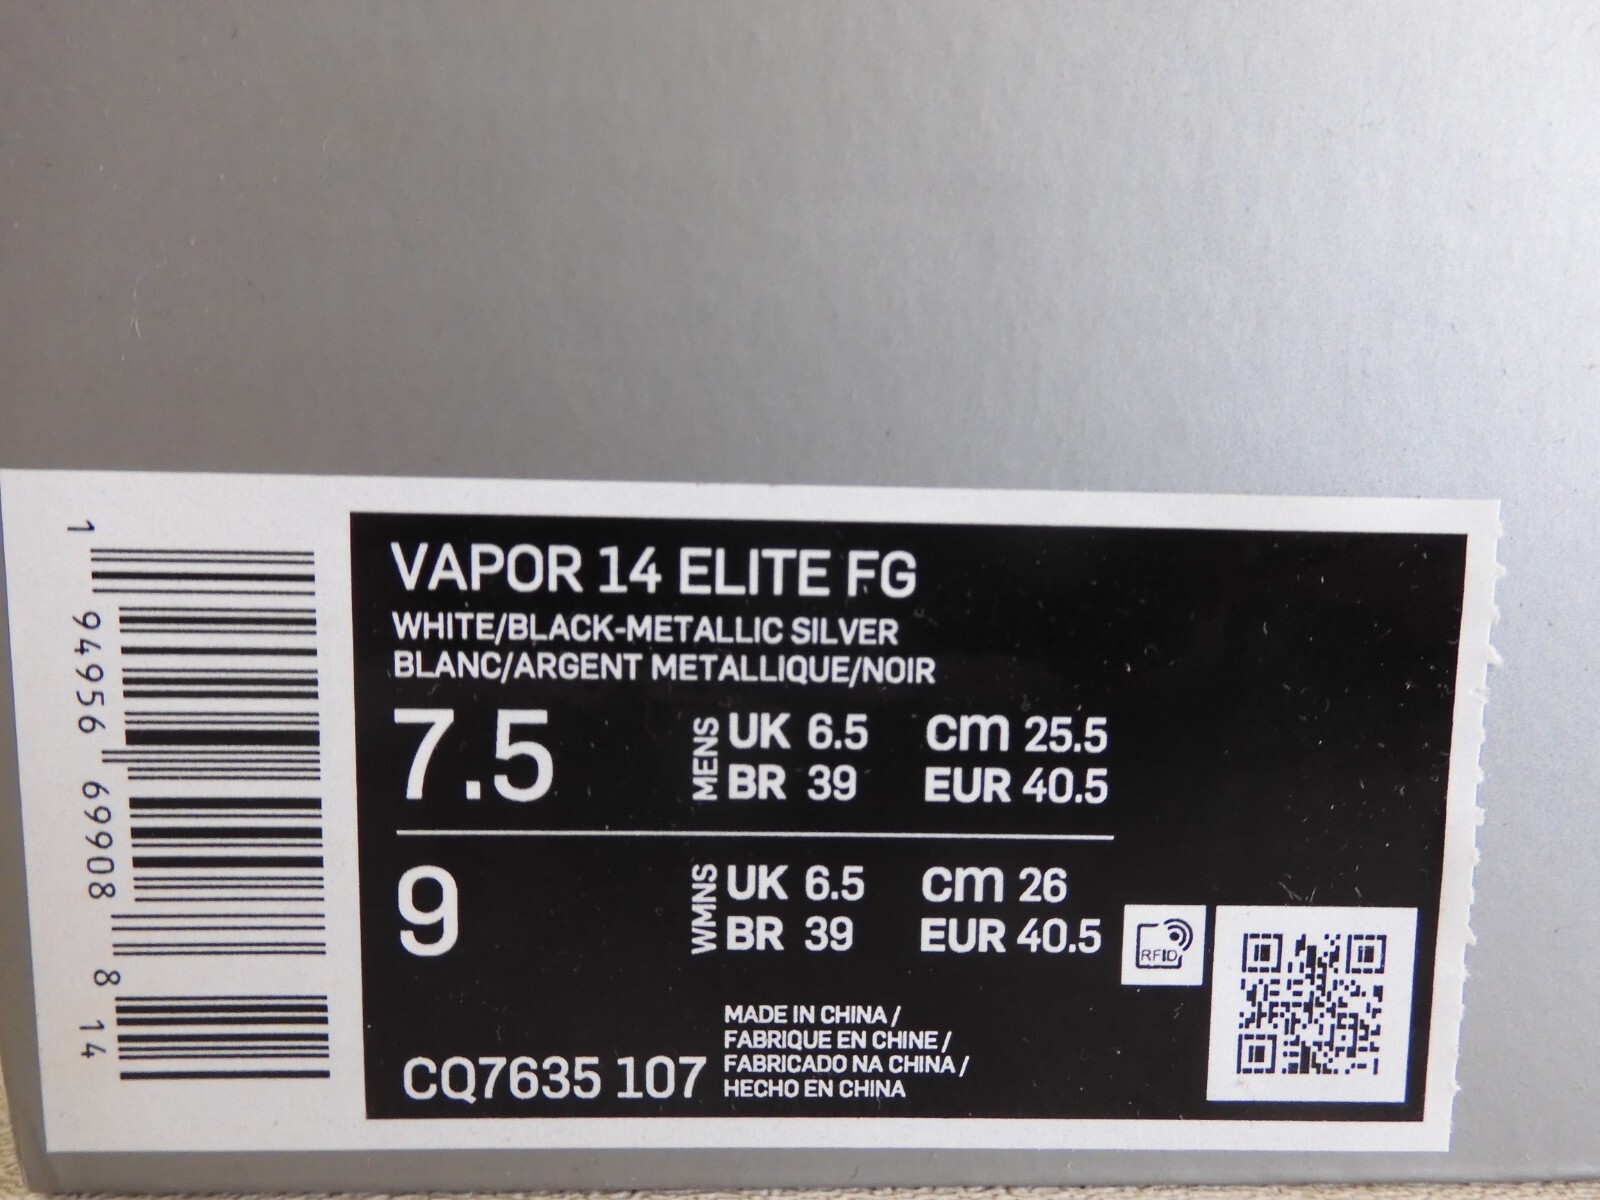 VAPOR 14 ELITE FG
WHITE/BLACK-METALLIC SILVER
BLANC/ARGENT METALLIQUE/NOIR
7.5 MENS UK 6.5 cm 25.5
BR 39 EUR 40.5
9 WMNS UK 6.5 cm 26
BR 39 EUR 40.5
RFID
CQ7635 107
MADE IN CHINA /
FABRIQUE EN CHINE /
FABRICADO NA CHINA /
HECHO EN CHINA
1 94956 69908 8 14